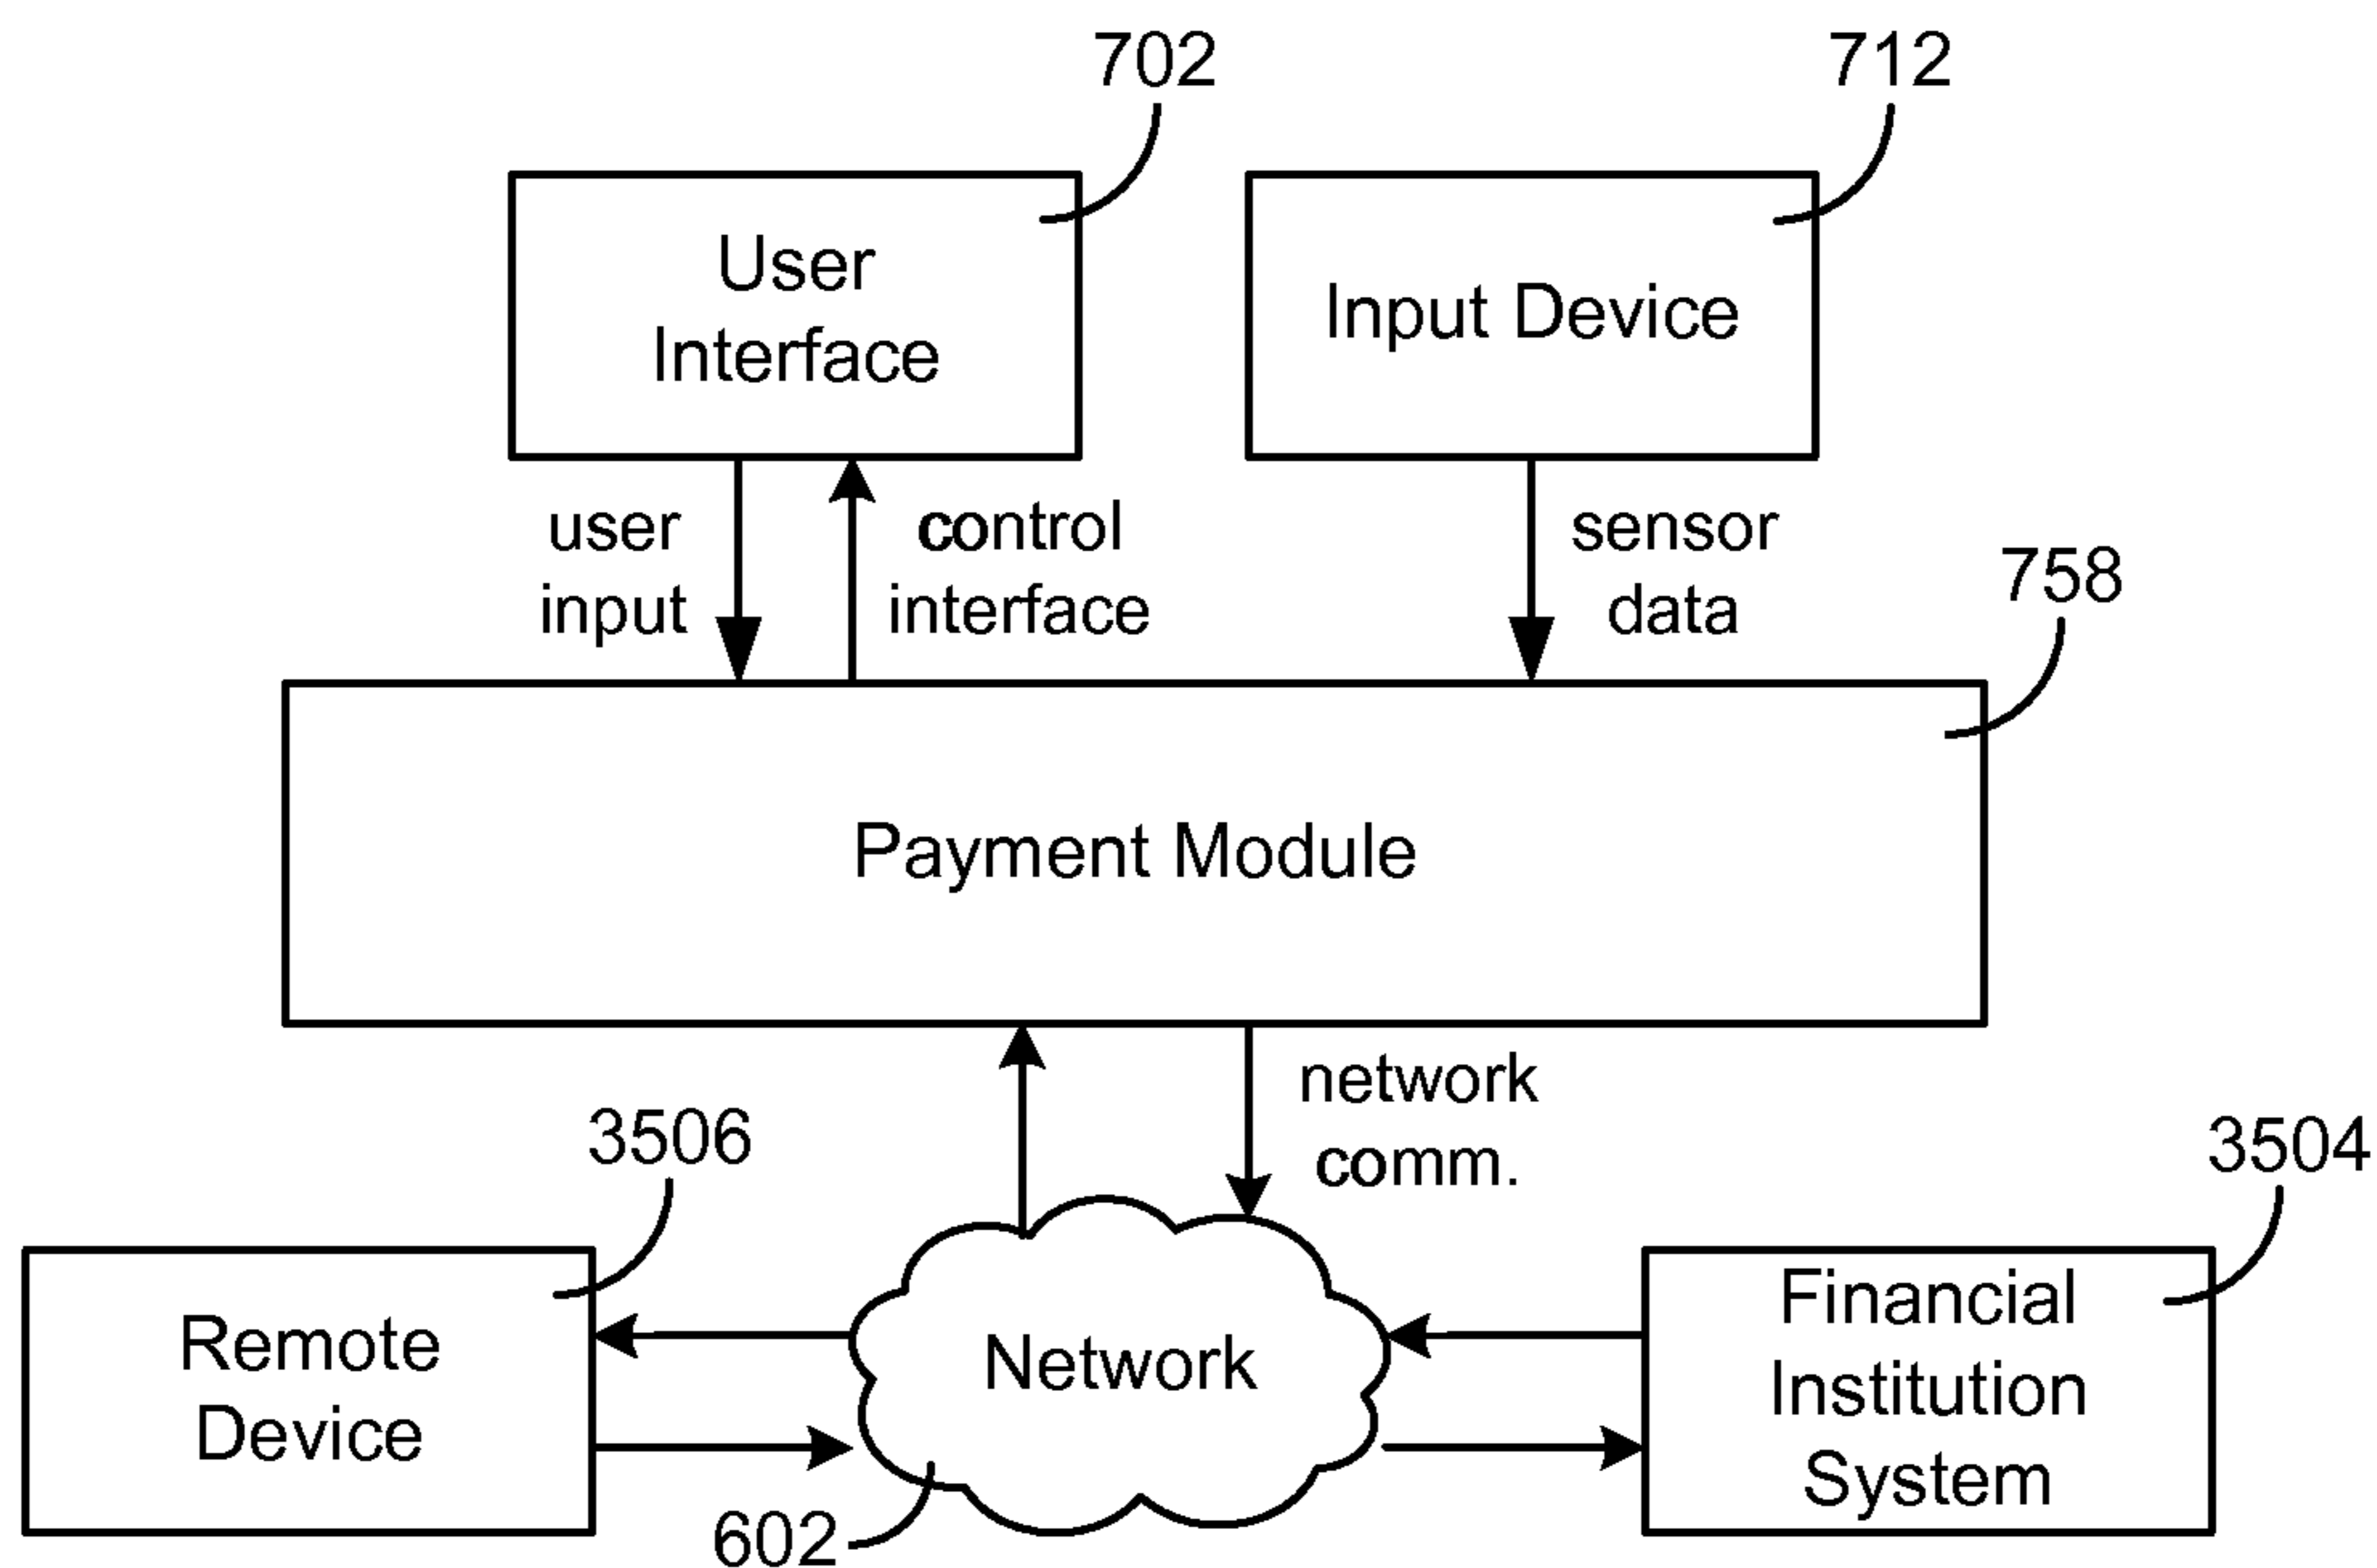 702
712
User
Interface
Input Device
user
input
control
interface
sensor
data
758
Payment Module
network
comm.
3506
3504
Remote
Device
Network
Financial
Institution
System
602